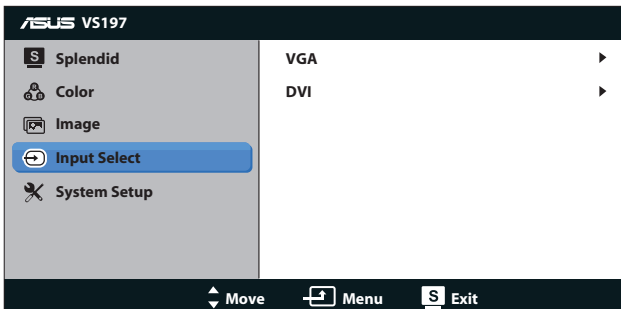 ASUS VS197
S Splendid
Color
Image
Input Select
System Setup
VGA
DVI
Move Menu S Exit